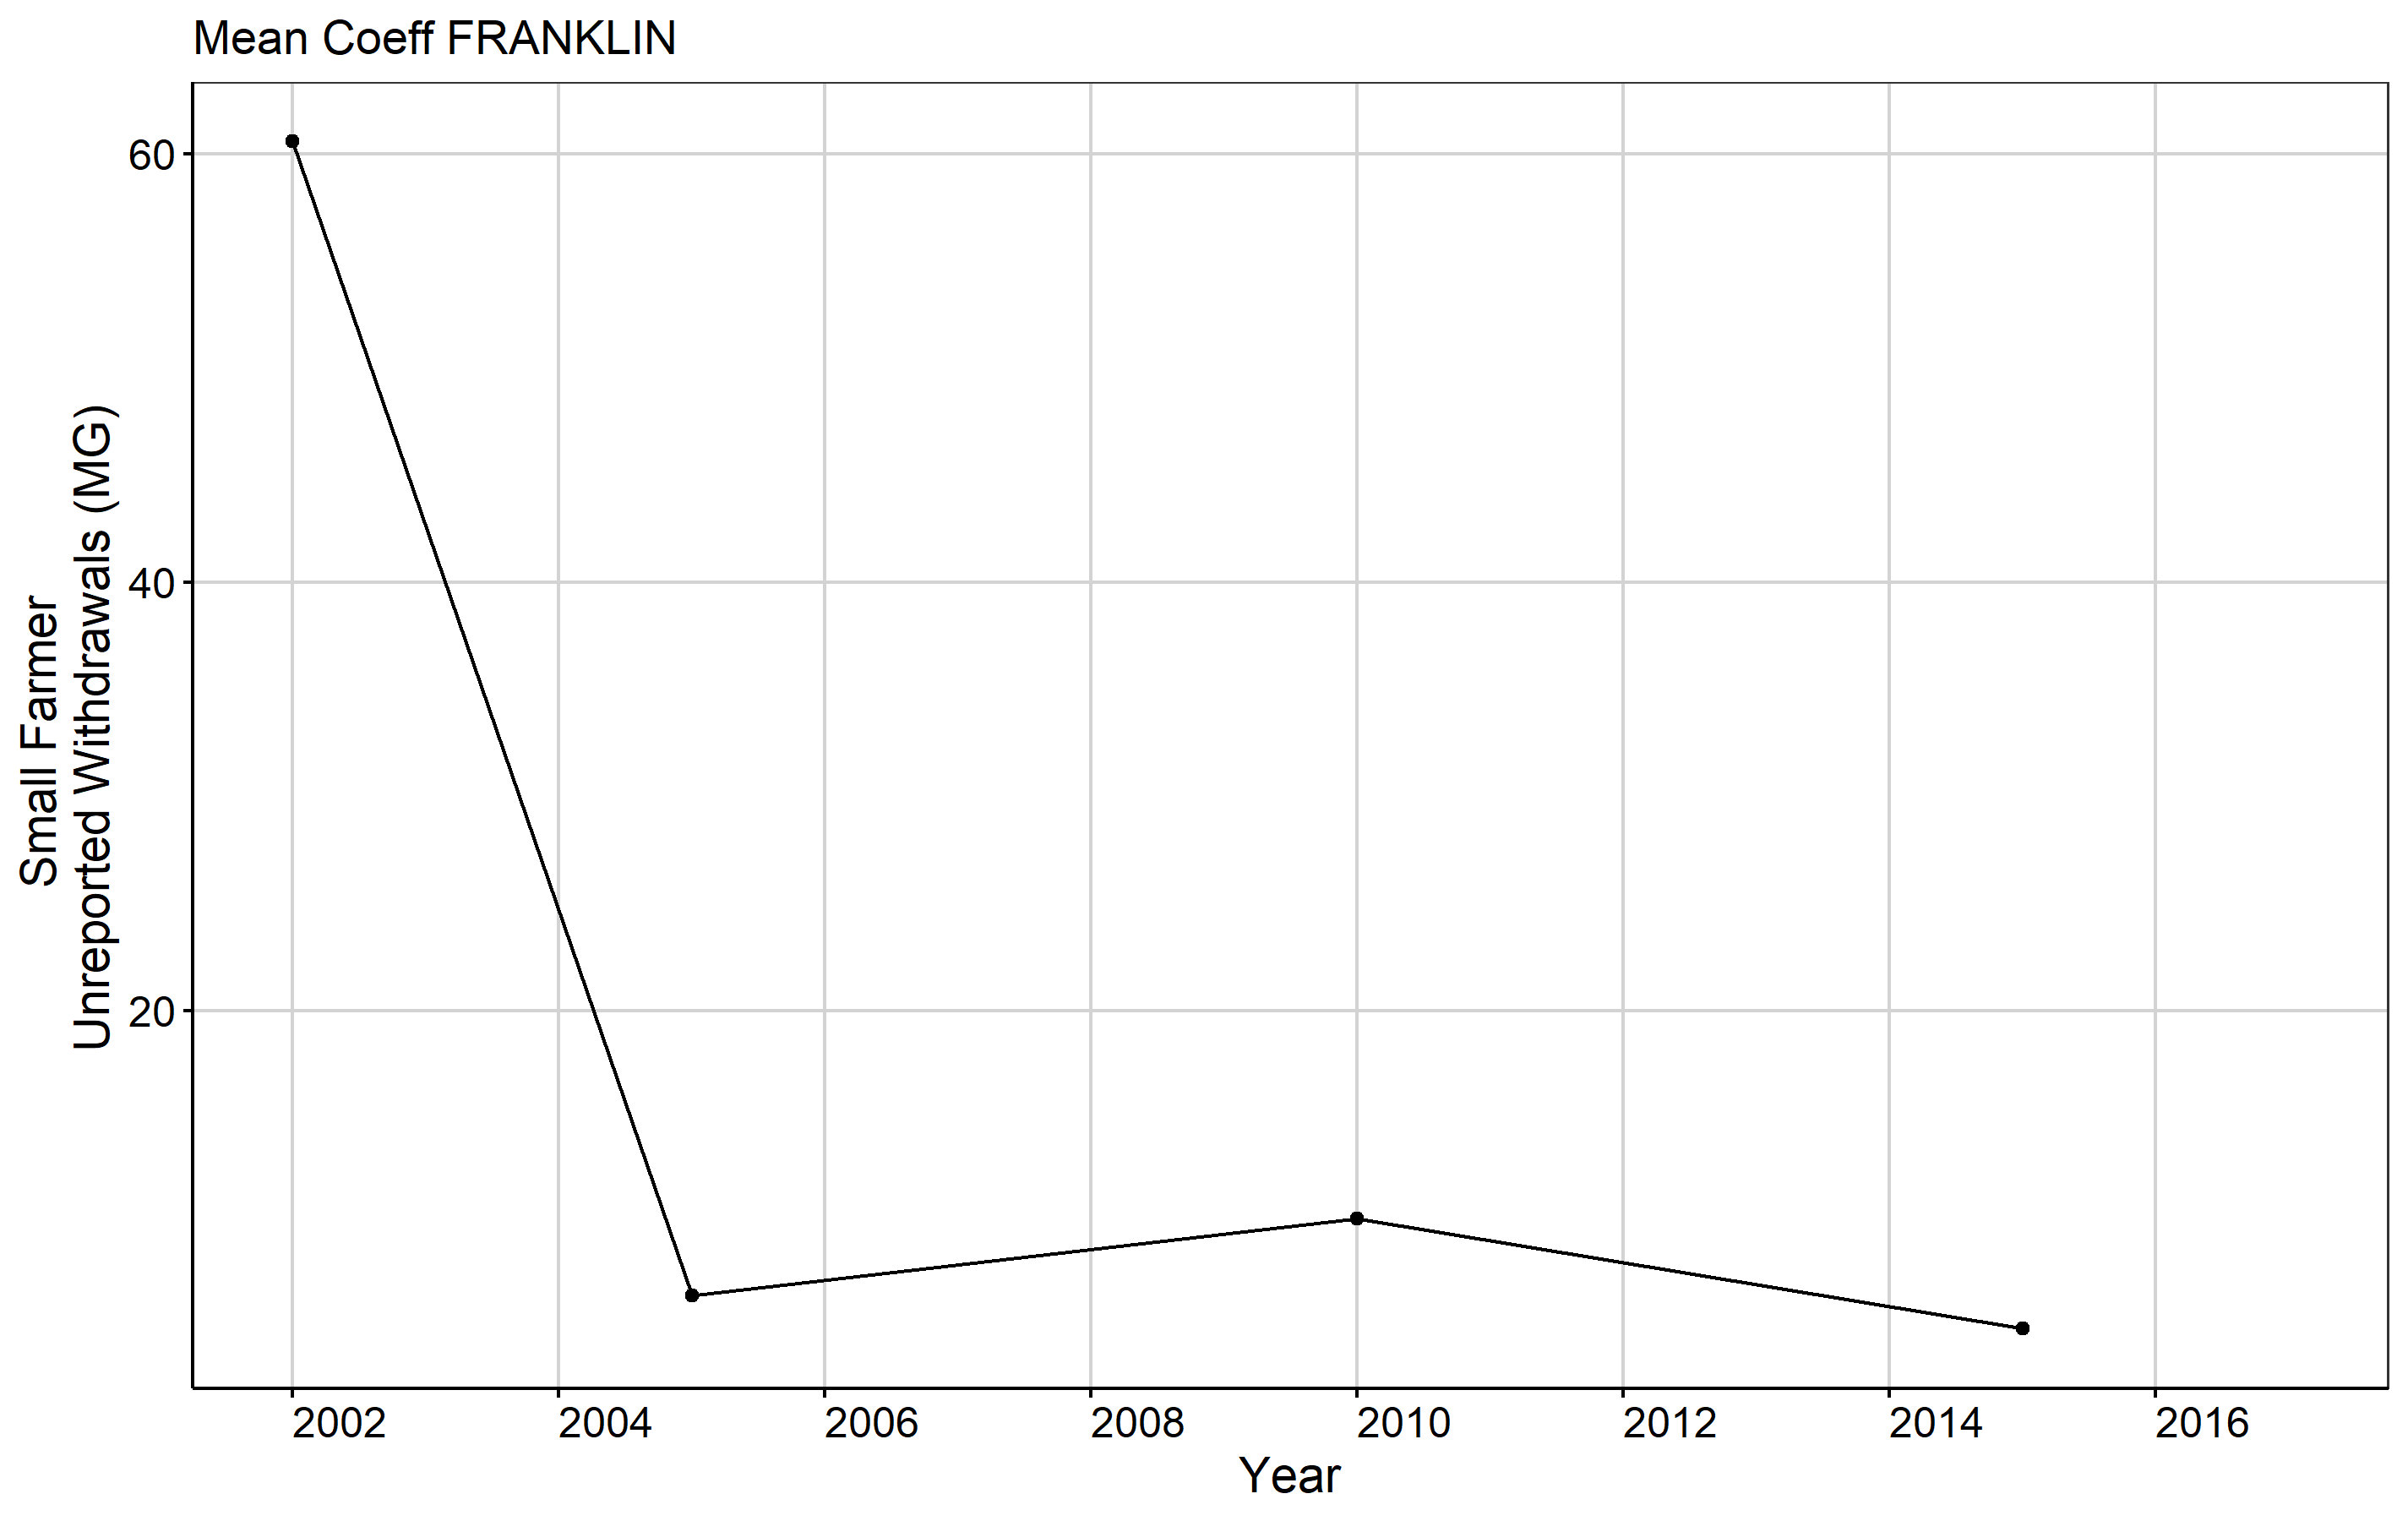 Mean Coeff FRANKLIN
Small Farmer
Unreported Withdrawals (MG)
60
40
20
2002 2004 2006 2008 2010 2012 2014 2016
Year